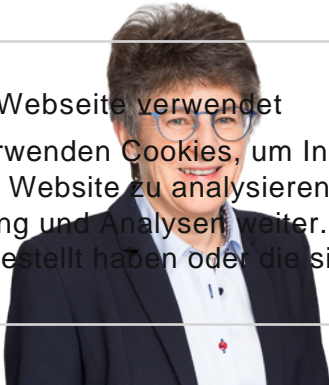 Webseite verwendet
rwenden Cookies, um In
Website zu analysieren
ng und Analysen weiter.
estellt haben oder die si